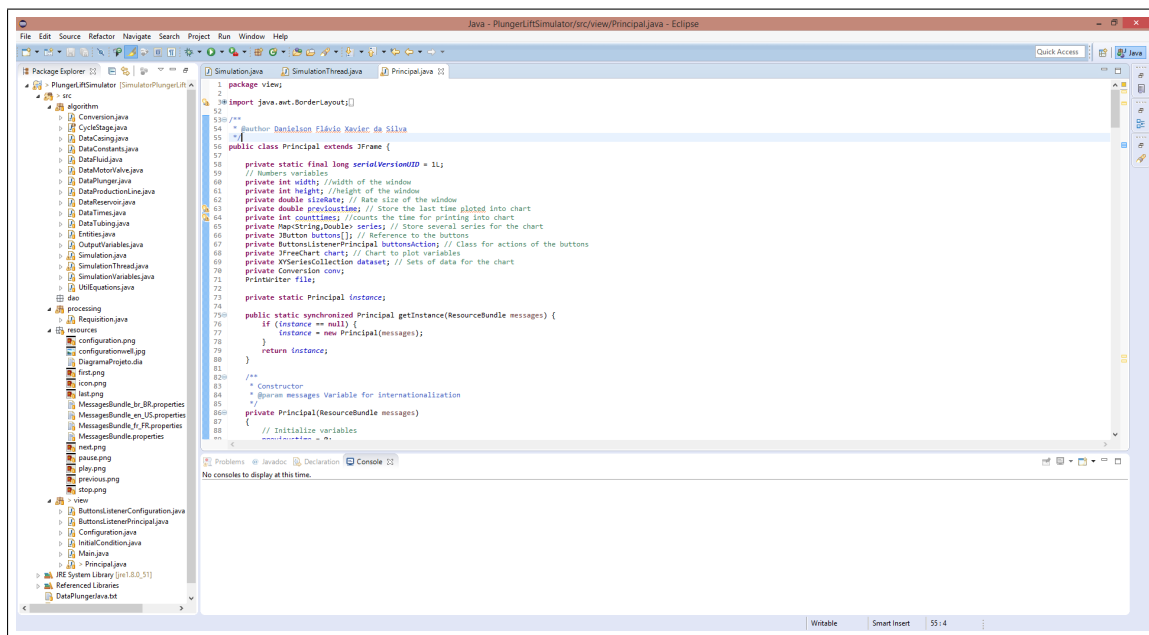 Java - PlungerLiftSimulator/src/view/Principal.java - Eclipse
File Edit Source Refactor Navigate Search Project Run Window Help
Quick Access
Java
Package Explorer
> PlungerLiftSimulator [SimulatorPlungerLift
> src
algorithm
Conversion.java
CycleStage.java
DataCasing.java
DataConstants.java
DataFluid.java
DataMotorValve.java
DataPlunger.java
DataProductionLine.java
DataReservoir.java
DataTimes.java
DataTubing.java
Entities.java
OutputVariables.java
Simulation.java
SimulationThread.java
SimulationVariables.java
UtilEquations.java
dao
processing
Requisition.java
resources
configuration.png
configurationwell.jpg
DiagramaProjeto.dia
first.png
icon.png
last.png
MessagesBundle_br_BR.properties
MessagesBundle_en_US.properties
MessagesBundle_fr_FR.properties
MessagesBundle.properties
next.png
pause.png
play.png
previous.png
stop.png
> view
ButtonsListenerConfiguration.java
ButtonsListenerPrincipal.java
Configuration.java
InitialCondition.java
Main.java
> Principal.java
JRE System Library [jre1.8.0_51]
Referenced Libraries
DataPlungerJava.txt
Simulation.java SimulationThread.java Principal.java
1 package view;
2
3 import java.awt.BorderLayout;
52
53 /**
54 * @author Danielson Flávio Xavier da Silva
55 */
56 public class Principal extends JFrame {
57
58 private static final long serialVersionUID = 1L;
59 // Numbers variables
60 private int width; //width of the window
61 private int height; //height of the window
62 private double sizeRate; // Rate size of the window
63 private double previoustime; // Store the last time ploted into chart
64 private int counttimes; //counts the time for printing into chart
65 private Map<String,Double> series; // Store several series for the chart
66 private JButton buttons[]; // Reference to the buttons
67 private ButtonsListenerPrincipal buttonsAction; // Class for actions of the buttons
68 private JFreeChart chart; // Chart to plot variables
69 private XYSeriesCollection dataset; // Sets of data for the chart
70 private Conversion conv;
71 PrintWriter file;
72
73 private static Principal instance;
74
75 public static synchronized Principal getInstance(ResourceBundle messages) {
76 if (instance == null) {
77 instance = new Principal(messages);
78 }
79 return instance;
80 }
81
82 /**
83 * Constructor
84 * @param messages Variable for internationalization
85 */
86 private Principal(ResourceBundle messages)
87 {
88 // Initialize variables
89 previoustime = 0;
Problems @ Javadoc Declaration Console
No consoles to display at this time.
Writable Smart Insert 55 : 4